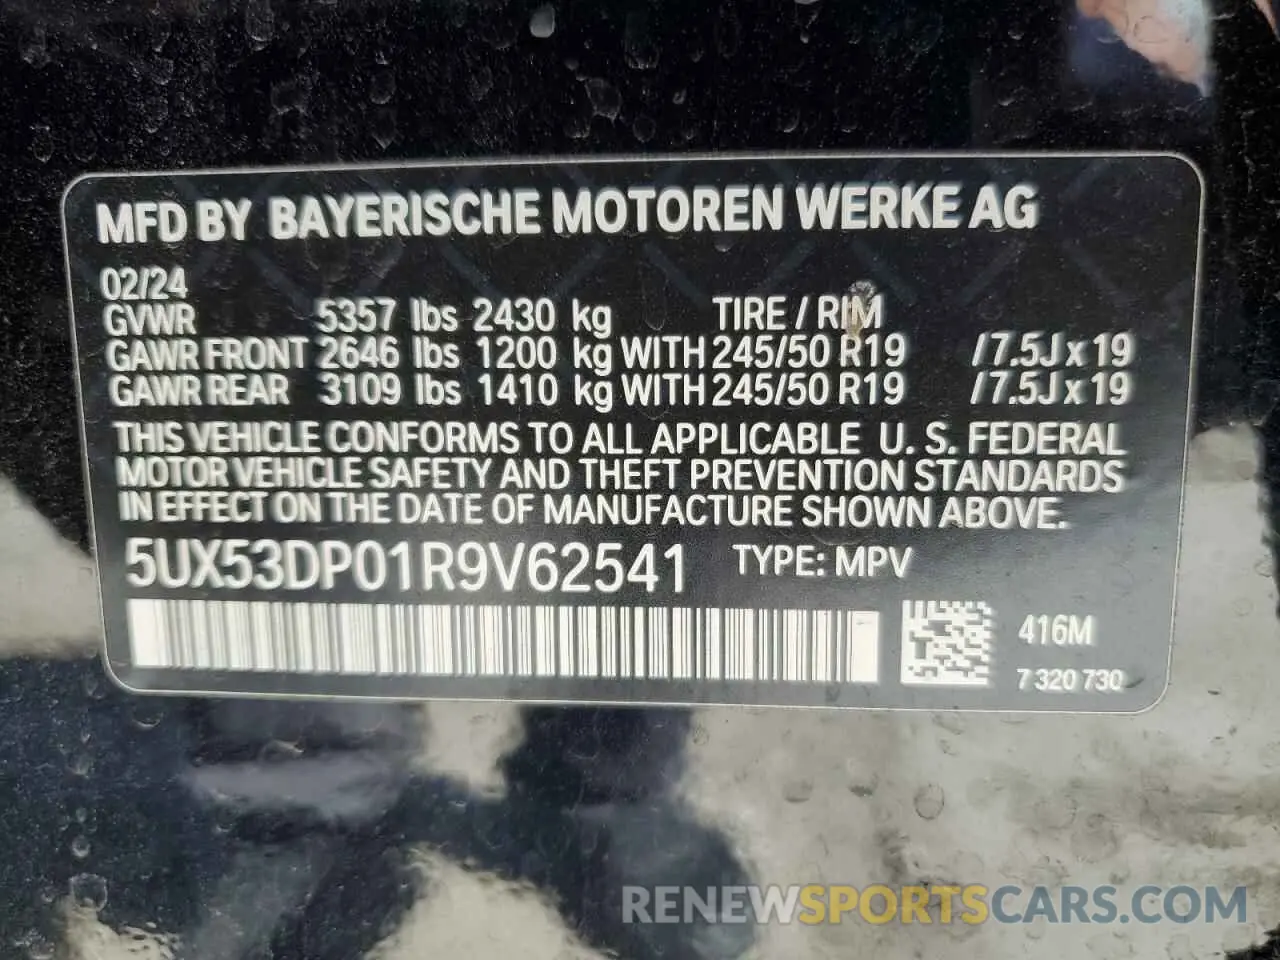 MFD BY BAYERISCHE MOTOREN WERKE AG
02/24
GVWR 5357 lbs 2430 kg TIRE / RIM
GAWR FRONT 2646 lbs 1200 kg WITH 245/50 R19 / 7.5J x 19
GAWR REAR 3109 lbs 1410 kg WITH 245/50 R19 / 7.5J x 19
THIS VEHICLE CONFORMS TO ALL APPLICABLE U. S. FEDERAL
MOTOR VEHICLE SAFETY AND THEFT PREVENTION STANDARDS
IN EFFECT ON THE DATE OF MANUFACTURE SHOWN ABOVE.
5UX53DP01R9V62541 TYPE: MPV
416M
7 320 730
RENEWSPORTSCARS.COM